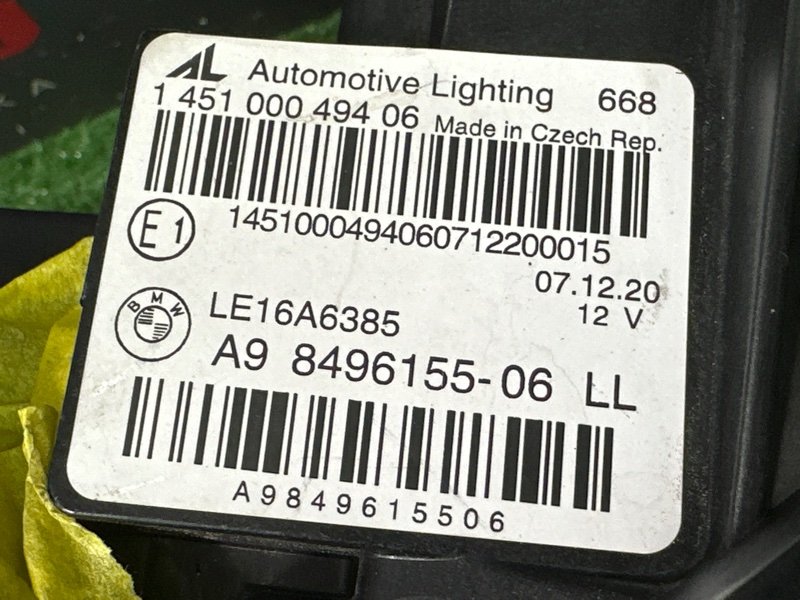 AL Automotive Lighting 668
1 451 000 494 06 Made in Czech Rep.
1451000494060712200015
E1
07.12.20
12 V
BMW
LE16A6385
A9 8496155-06 LL
A9849615506